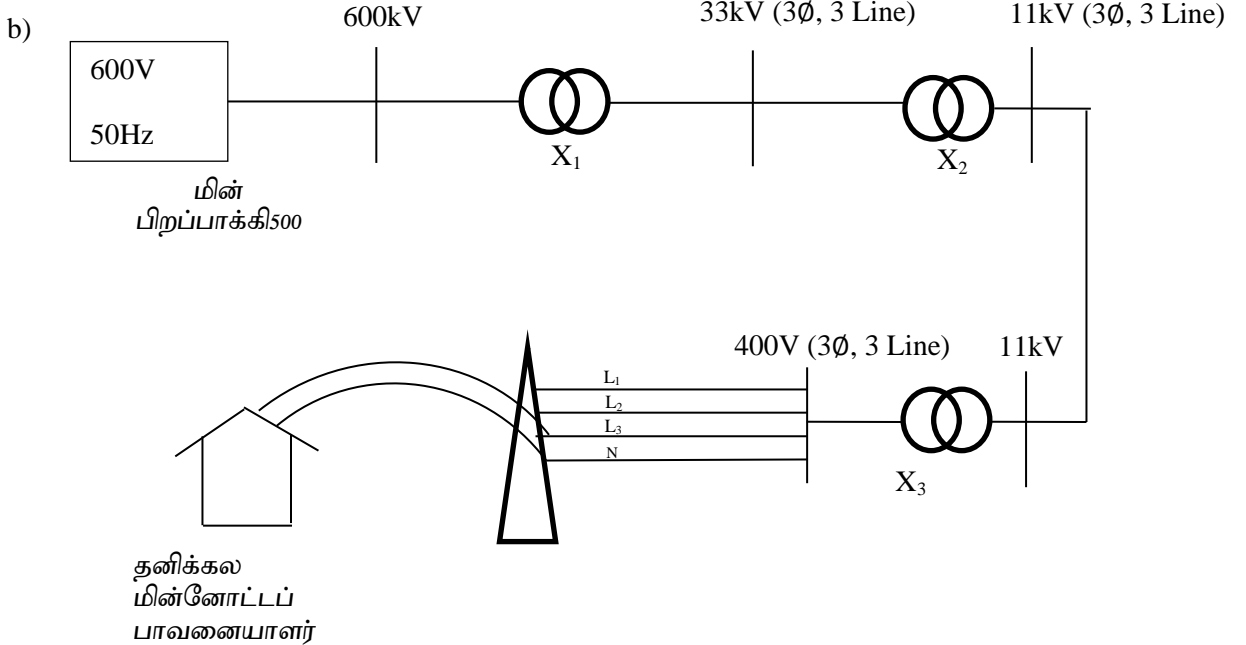 b)
600kV
33kV (3Ø, 3 Line)
11kV (3Ø, 3 Line)
600V
50Hz
X₁
X₂
மின்
பிறப்பாக்கி500
400V (3Ø, 3 Line)
11kV
L₁
L₂
L₃
N
X₃
தனிக்கல
மின்னோட்டப்
பாவனையாளர்